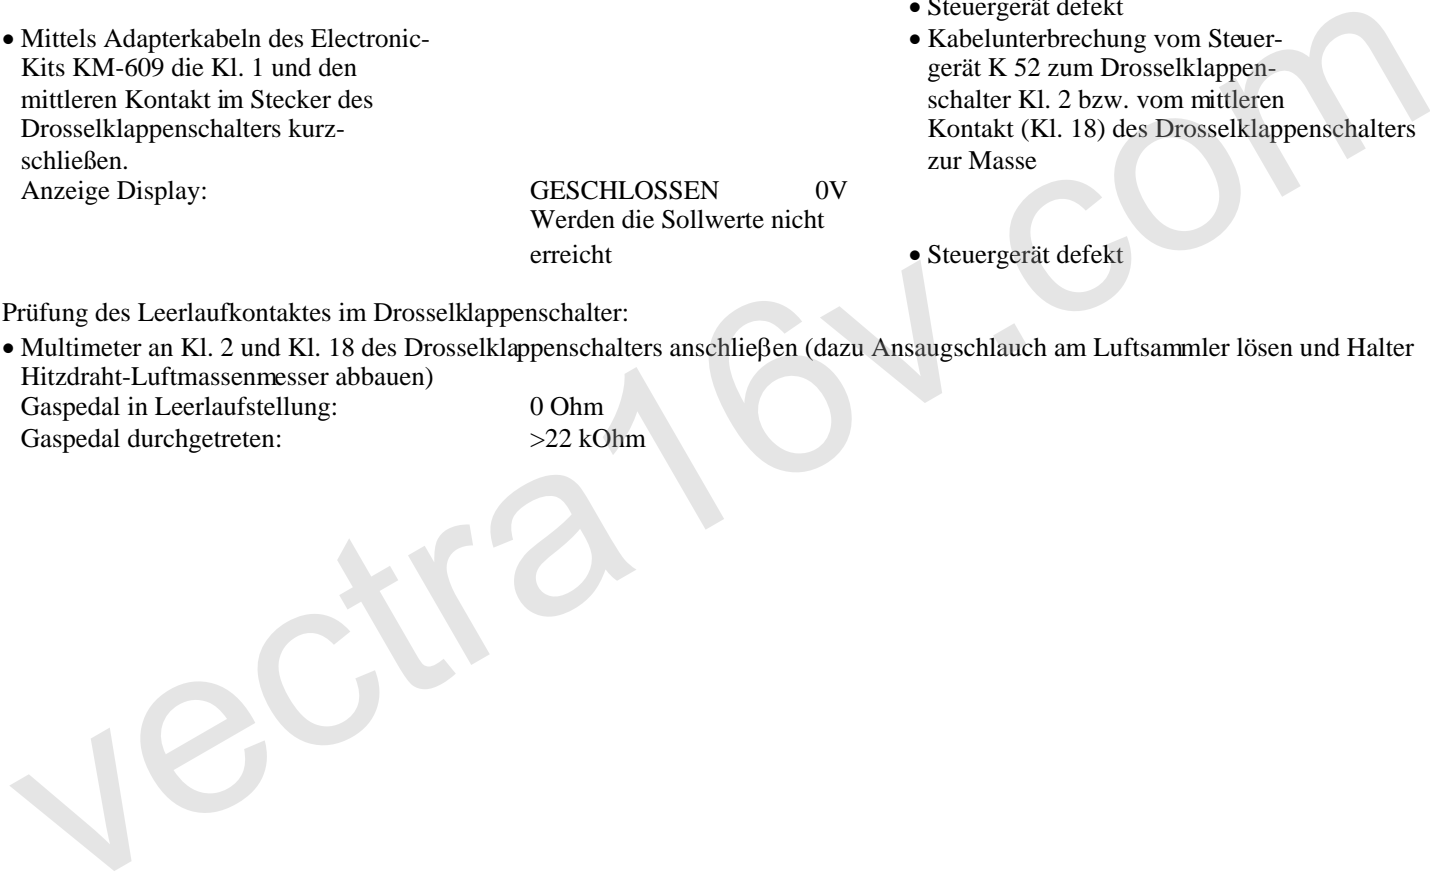 • Steuergerät defekt
• Mittels Adapterkabeln des Electronic-
Kits KM-609 die Kl. 1 und den
mittleren Kontakt im Stecker des
Drosselklappenschalters kurz-
schließen.
Anzeige Display:
GESCHLOSSEN 0V
Werden die Sollwerte nicht
erreicht
• Kabelunterbrechung vom Steuer-
gerät K 52 zum Drosselklappen-
schalter Kl. 2 bzw. vom mittleren
Kontakt (Kl. 18) des Drosselklappenschalters
zur Masse
• Steuergerät defekt
Prüfung des Leerlaufkontaktes im Drosselklappenschalter:
• Multimeter an Kl. 2 und Kl. 18 des Drosselklappenschalters anschließen (dazu Ansaugschlauch am Luftsammler lösen und Halter
Hitzdraht-Luftmassenmesser abbauen)
Gaspedal in Leerlaufstellung: 0 Ohm
Gaspedal durchgetreten: >22 kOhm
vectra16v.com